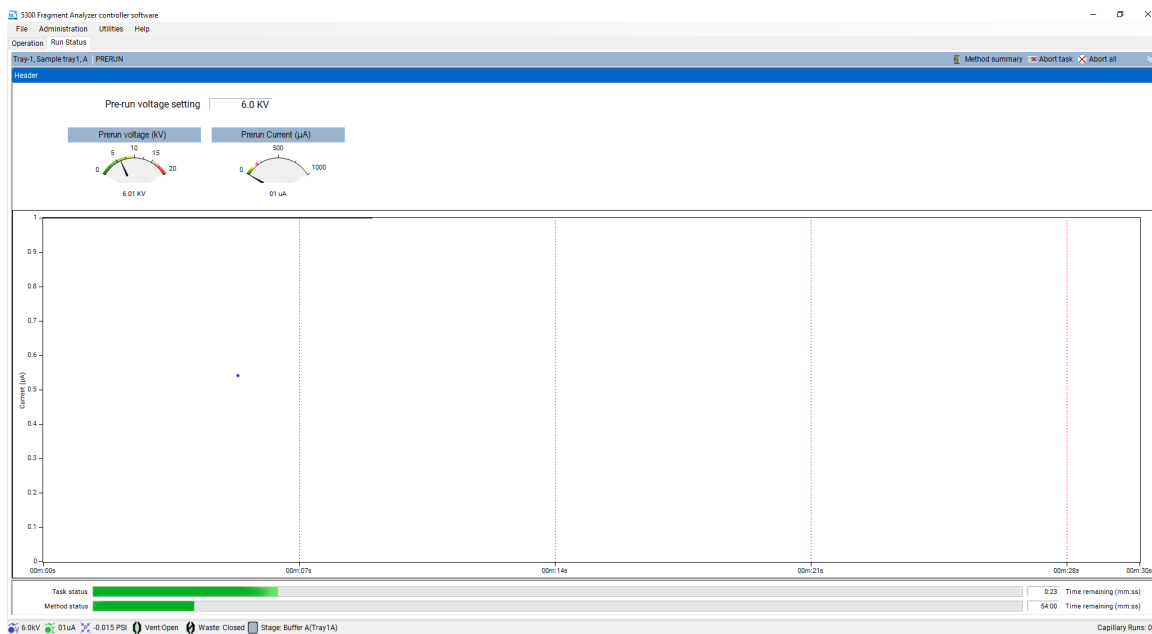 5300 Fragment Analyzer controller software
File Administration Utilities Help
Operation Run Status
Tray-1, Sample tray1, A PRERUN Method summary Abort task Abort all
Header
Pre-run voltage setting 6.0 KV
Prerun voltage (kV) Prerun Current (µA)
0 5 10 15 20 0 500 1000
6.01 KV 01 uA
1
0.9
0.8
0.7
0.6
0.5
0.4
0.3
0.2
0.1
0
Current (µA)
00m:00s 00m:07s 00m:14s 00m:21s 00m:28s 00m:30s
Task status 0:23 Time remaining (mm:ss)
Method status 54:00 Time remaining (mm:ss)
6.0kV 01uA -0.015 PSI Vent:Open Waste: Closed Stage: Buffer A(Tray1A) Capillary Runs: 0